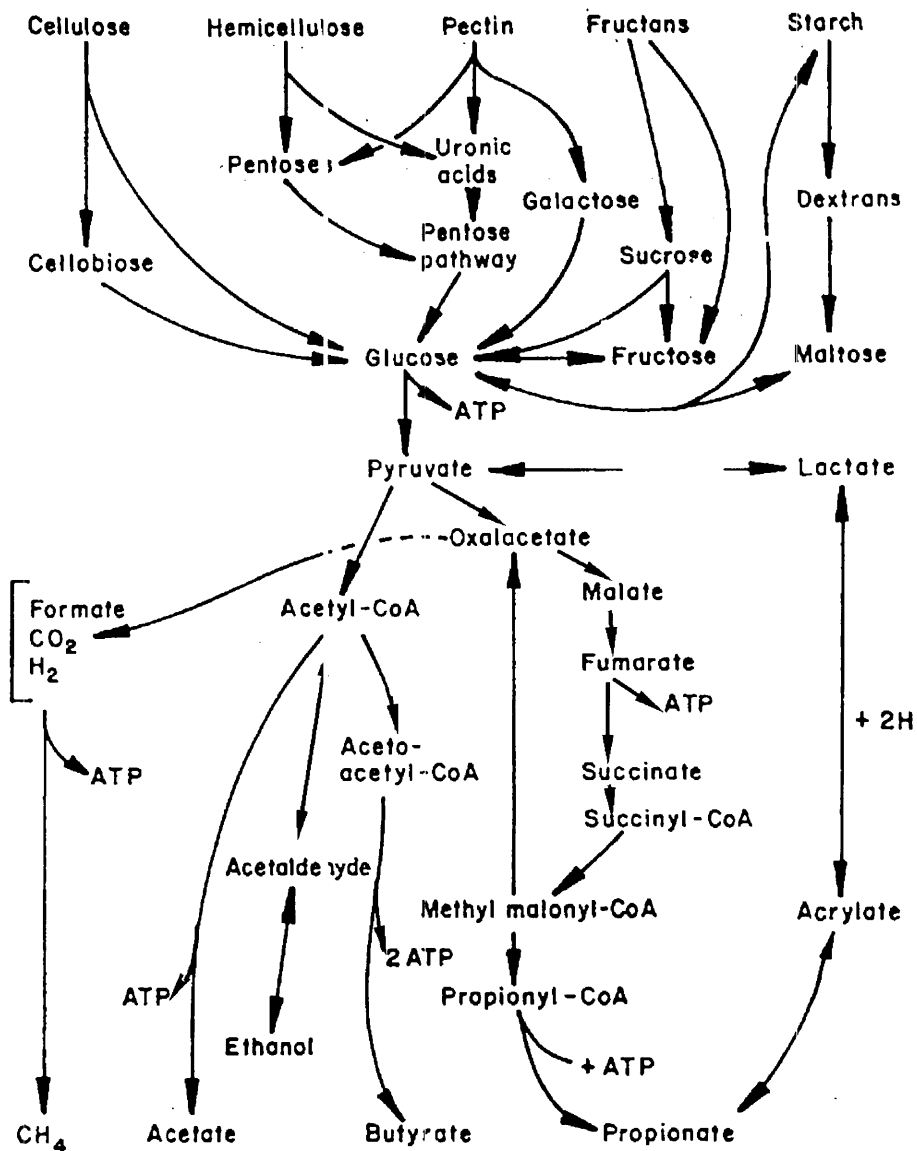 Cellulose
Hemicellulose
Pectin
Fructans
Starch
Pentoses
Uronic
acids
Galactose
Dextrans
Pentose
pathway
Cellobiose
Sucrose
Glucose
Fructose
Maltose
ATP
Pyruvate
Lactate
Oxalacetate
Malate
Formate
CO2
H2
Acetyl-CoA
Fumarate
ATP
+ 2H
ATP
Aceto-
acetyl-CoA
Succinate
Succinyl-CoA
Acetaldehyde
Methyl malonyl-CoA
Acrylate
2 ATP
ATP
Propionyl-CoA
Ethanol
+ ATP
CH4
Acetate
Butyrate
Propionate